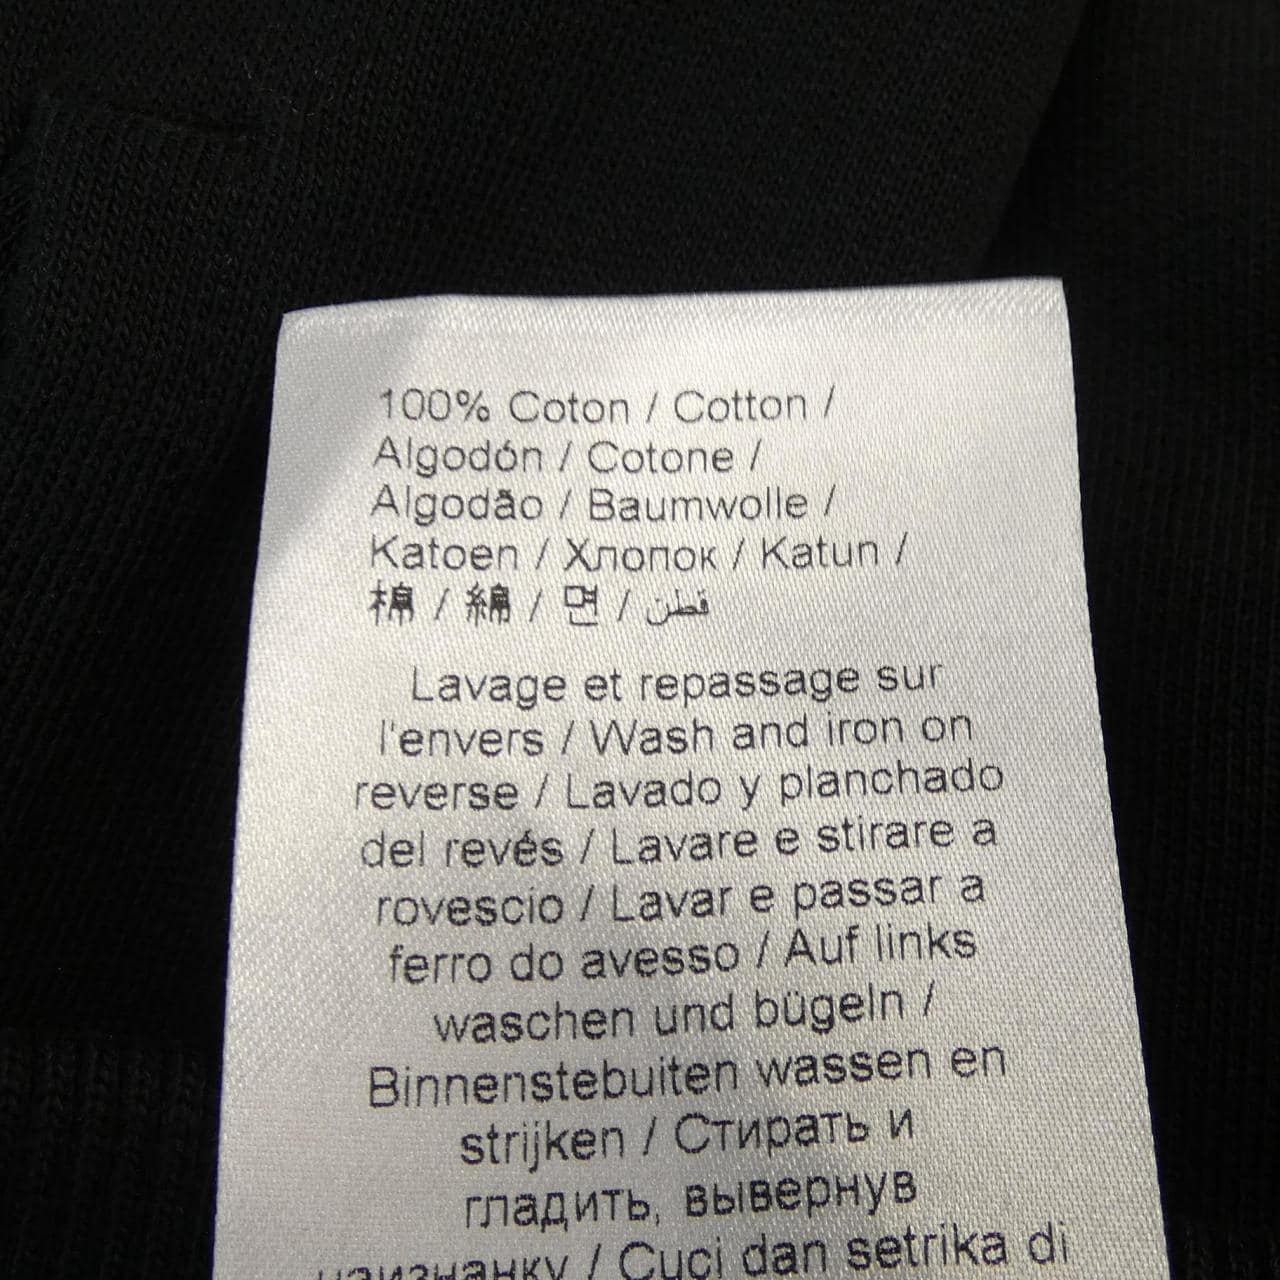 100% Coton / Cotton /
Algodón / Cotone /
Algodão / Baumwolle /
Katoen / Хлопок / Katun /
棉 / 綿 / 면 / قطن
Lavage et repassage sur
l'envers / Wash and iron on
reverse / Lavado y planchado
del revés / Lavare e stirare a
rovescio / Lavar e passar a
ferro do avesso / Auf links
waschen und bügeln /
Binnenstebuiten wassen en
strijken / Стирать и
гладить, вывернув
наизнанку / Cuci dan setrika di